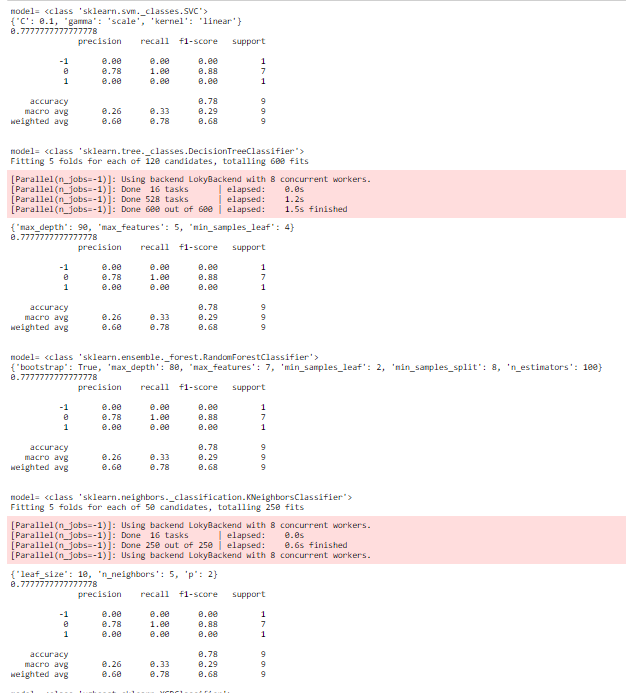 model= <class 'sklearn.svm._classes.SVC'>
{'C': 0.1, 'gamma': 'scale', 'kernel': 'linear'}
0.7777777777777778
precision recall f1-score support
-1 0.00 0.00 0.00 1
0 0.78 1.00 0.88 7
1 0.00 0.00 0.00 1
accuracy 0.78 9
macro avg 0.26 0.33 0.29 9
weighted avg 0.60 0.78 0.68 9
model= <class 'sklearn.tree._classes.DecisionTreeClassifier'>
Fitting 5 folds for each of 120 candidates, totalling 600 fits
[Parallel(n_jobs=-1)]: Using backend LokyBackend with 8 concurrent workers.
[Parallel(n_jobs=-1)]: Done 16 tasks | elapsed: 0.0s
[Parallel(n_jobs=-1)]: Done 528 tasks | elapsed: 1.2s
[Parallel(n_jobs=-1)]: Done 600 out of 600 | elapsed: 1.5s finished
{'max_depth': 90, 'max_features': 5, 'min_samples_leaf': 4}
0.7777777777777778
precision recall f1-score support
-1 0.00 0.00 0.00 1
0 0.78 1.00 0.88 7
1 0.00 0.00 0.00 1
accuracy 0.78 9
macro avg 0.26 0.33 0.29 9
weighted avg 0.60 0.78 0.68 9
model= <class 'sklearn.ensemble._forest.RandomForestClassifier'>
{'bootstrap': True, 'max_depth': 80, 'max_features': 7, 'min_samples_leaf': 2, 'min_samples_split': 8, 'n_estimators': 100}
0.7777777777777778
precision recall f1-score support
-1 0.00 0.00 0.00 1
0 0.78 1.00 0.88 7
1 0.00 0.00 0.00 1
accuracy 0.78 9
macro avg 0.26 0.33 0.29 9
weighted avg 0.60 0.78 0.68 9
model= <class 'sklearn.neighbors._classification.KNeighborsClassifier'>
Fitting 5 folds for each of 50 candidates, totalling 250 fits
[Parallel(n_jobs=-1)]: Using backend LokyBackend with 8 concurrent workers.
[Parallel(n_jobs=-1)]: Done 16 tasks | elapsed: 0.0s
[Parallel(n_jobs=-1)]: Done 250 out of 250 | elapsed: 0.6s finished
[Parallel(n_jobs=-1)]: Using backend LokyBackend with 8 concurrent workers.
{'leaf_size': 10, 'n_neighbors': 5, 'p': 2}
0.7777777777777778
precision recall f1-score support
-1 0.00 0.00 0.00 1
0 0.78 1.00 0.88 7
1 0.00 0.00 0.00 1
accuracy 0.78 9
macro avg 0.26 0.33 0.29 9
weighted avg 0.60 0.78 0.68 9